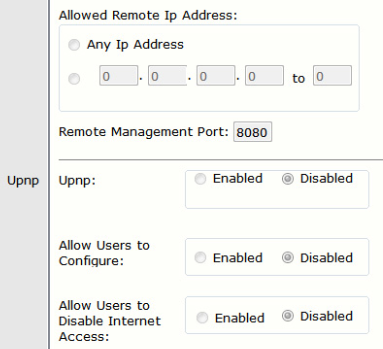 Allowed Remote Ip Address:
Any Ip Address
0 . 0 . 0 . 0 to 0
Remote Management Port: 8080
Upnp Upnp: Enabled Disabled
Allow Users to
Configure: Enabled Disabled
Allow Users to
Disable Internet Enabled Disabled
Access: